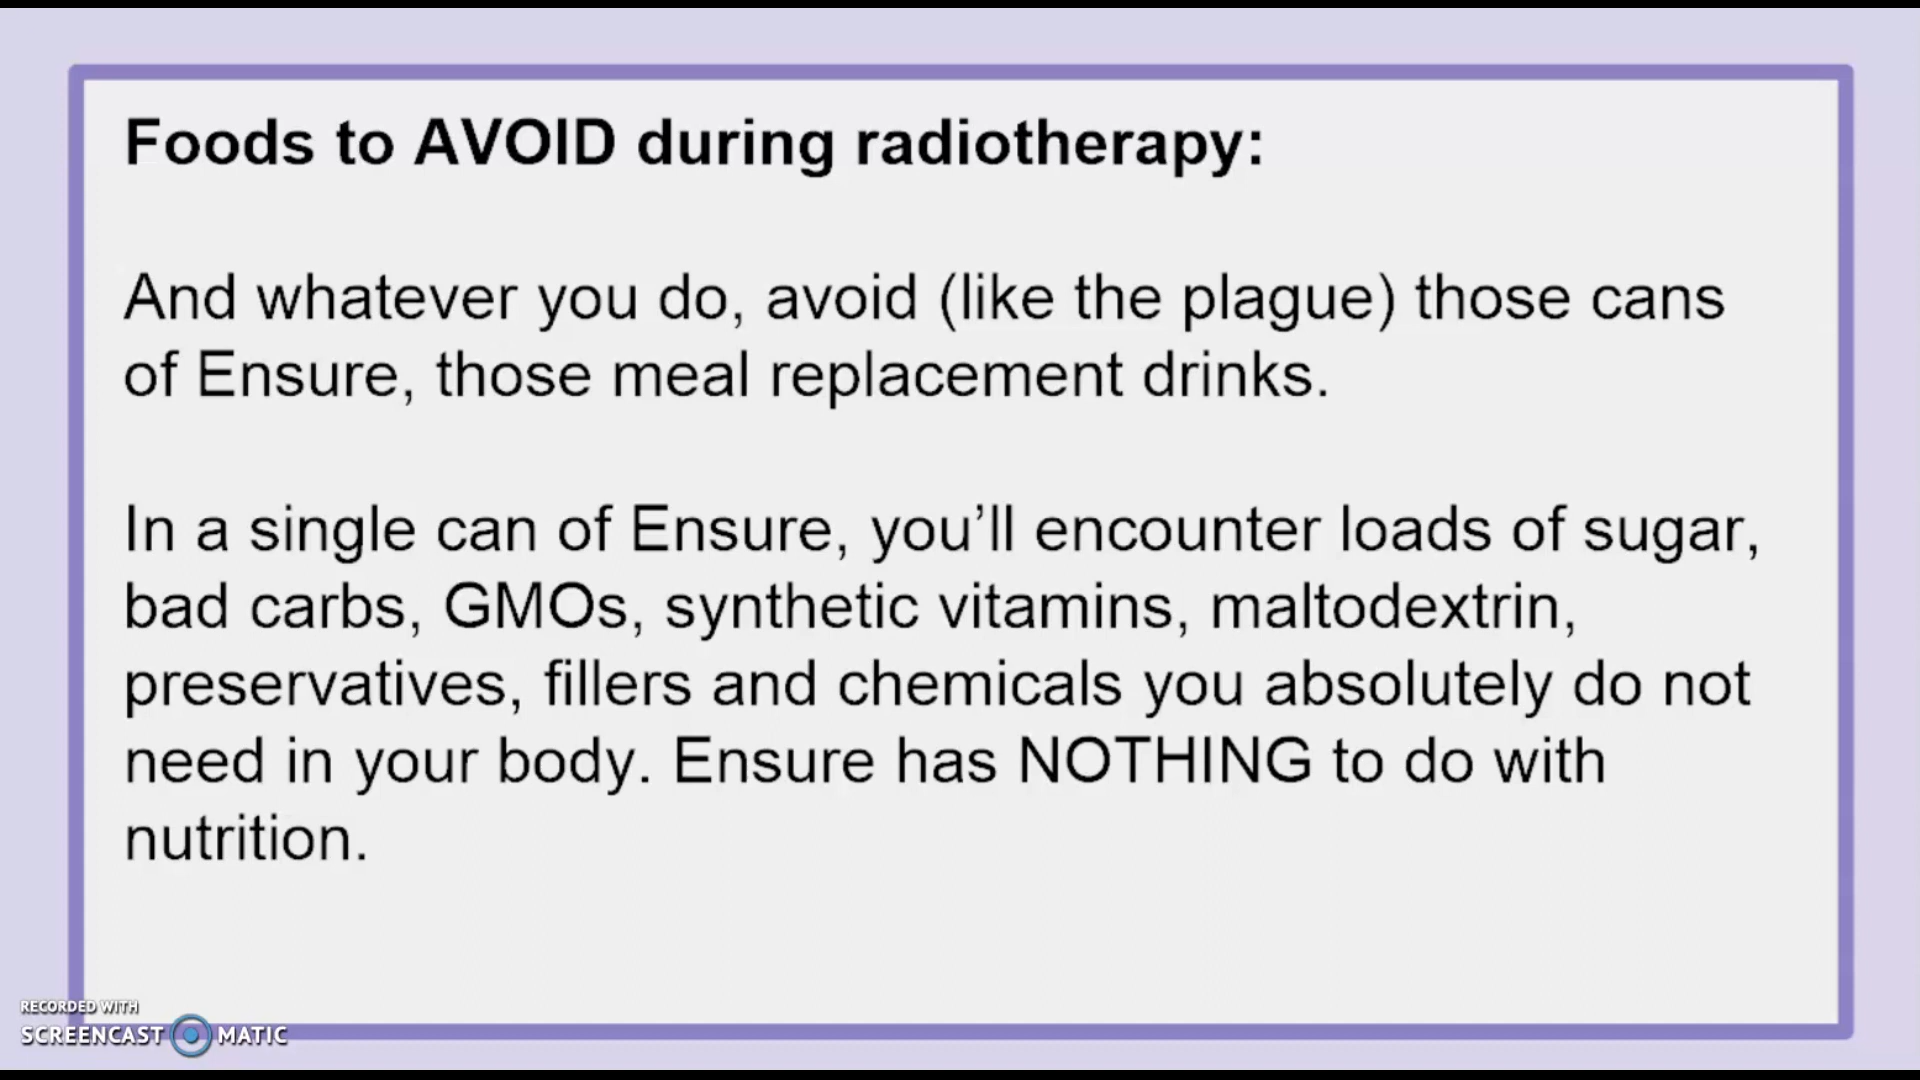 Foods to AVOID during radiotherapy:
And whatever you do, avoid (like the plague) those cans
of Ensure, those meal replacement drinks.
In a single can of Ensure, you’ll encounter loads of sugar,
bad carbs, GMOs, synthetic vitamins, maltodextrin,
preservatives, fillers and chemicals you absolutely do not
need in your body. Ensure has NOTHING to do with
nutrition.
RECORDED WITH
SCREENCAST MATIC